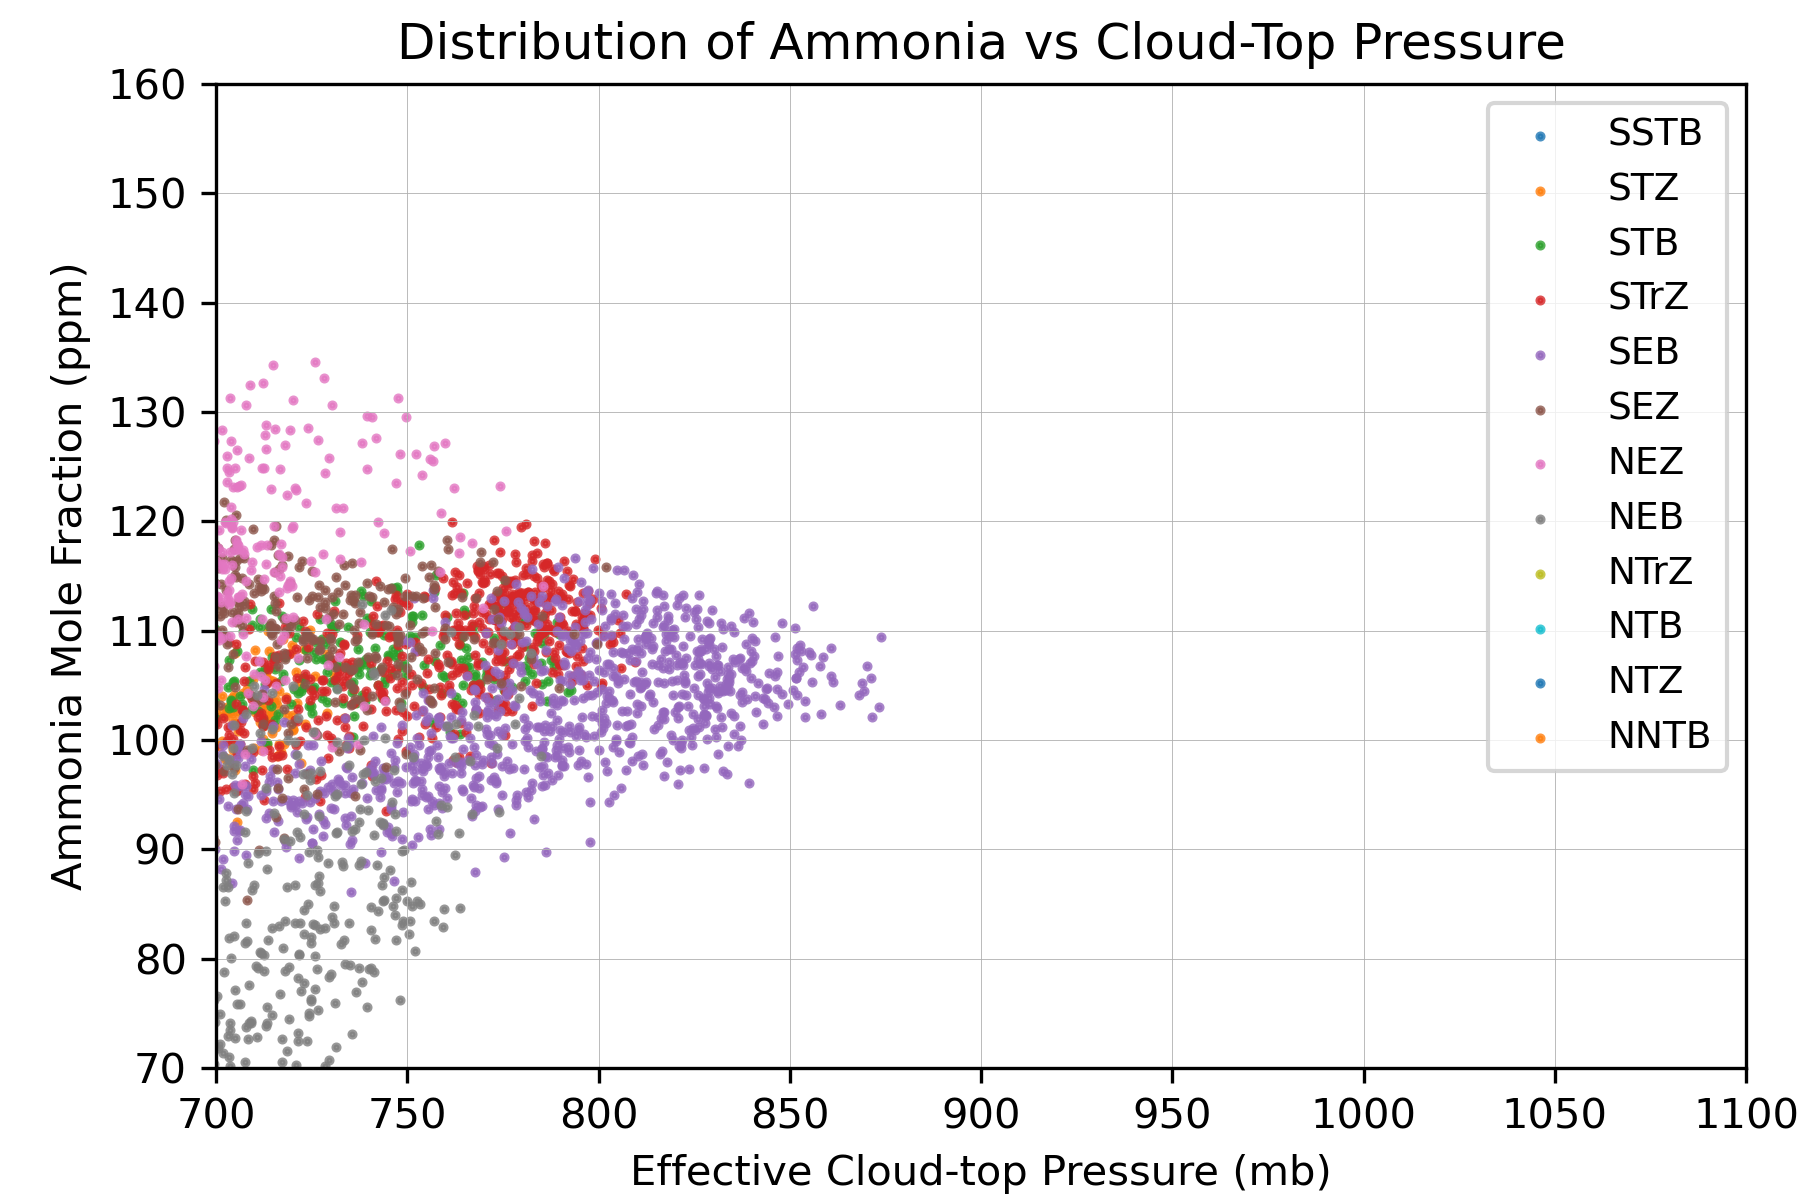 Distribution of Ammonia vs Cloud-Top Pressure
160
150
140
130
120
110
100
90
80
70
Ammonia Mole Fraction (ppm)
SSTB
STZ
STB
STrZ
SEB
SEZ
NEZ
NEB
NTrZ
NTB
NTZ
NNTB
700 750 800 850 900 950 1000 1050 1100
Effective Cloud-top Pressure (mb)